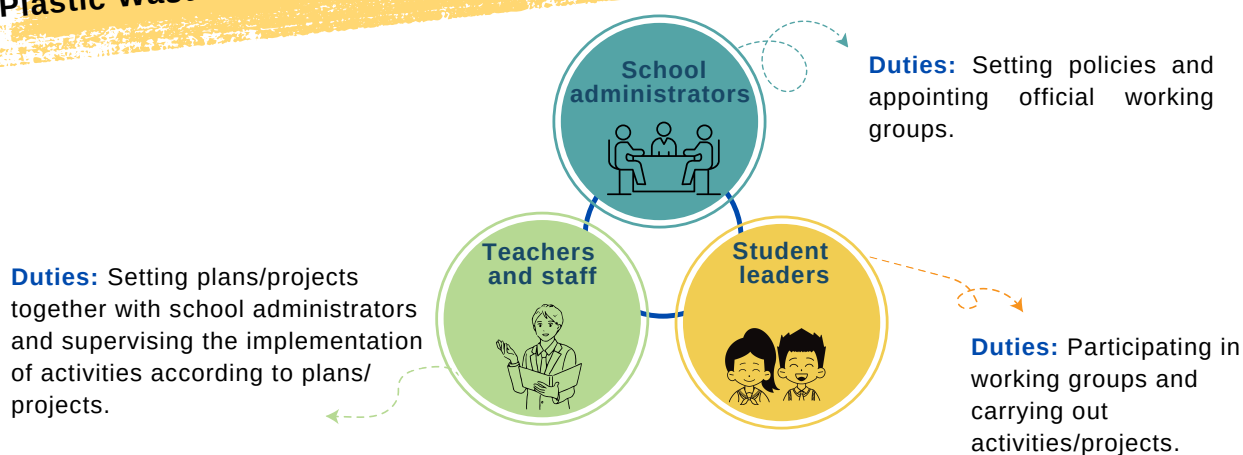 Plastic
School
administrators
Duties: Setting policies and
appointing official working
groups.
Teachers
and staff
Student
leaders
Duties: Setting plans/projects
together with school administrators
and supervising the implementation
of activities according to plans/
projects.
Duties: Participating in
working groups and
carrying out
activities/projects.